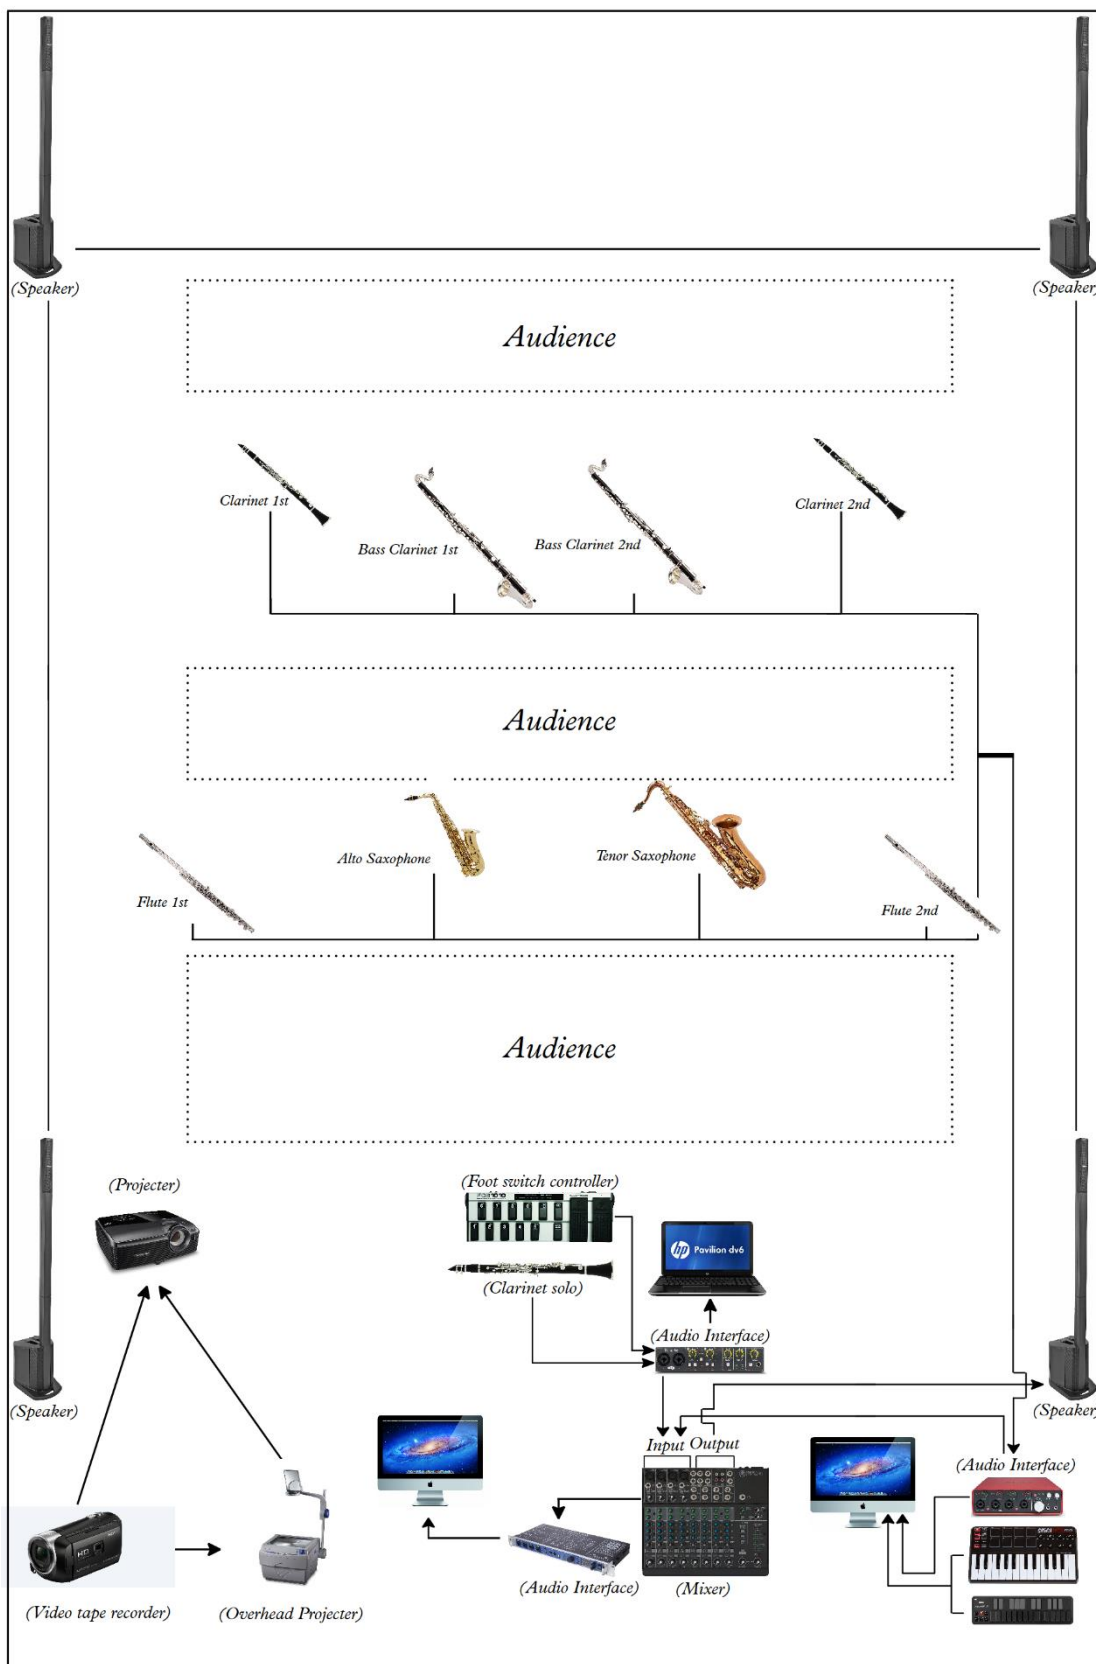 (Speaker)
(Speaker)
Audience
Clarinet 1st
Clarinet 2nd
Bass Clarinet 1st
Bass Clarinet 2nd
Audience
Alto Saxophone
Tenor Saxophone
Flute 1st
Flute 2nd
Audience
(Projecter)
(Foot switch controller)
hp Pavilion dv6
(Clarinet solo)
(Audio Interface)
(Speaker)
(Speaker)
Input
Output
(Audio Interface)
HD
(Audio Interface)
(Mixer)
(Video tape recorder)
(Overhead Projecter)